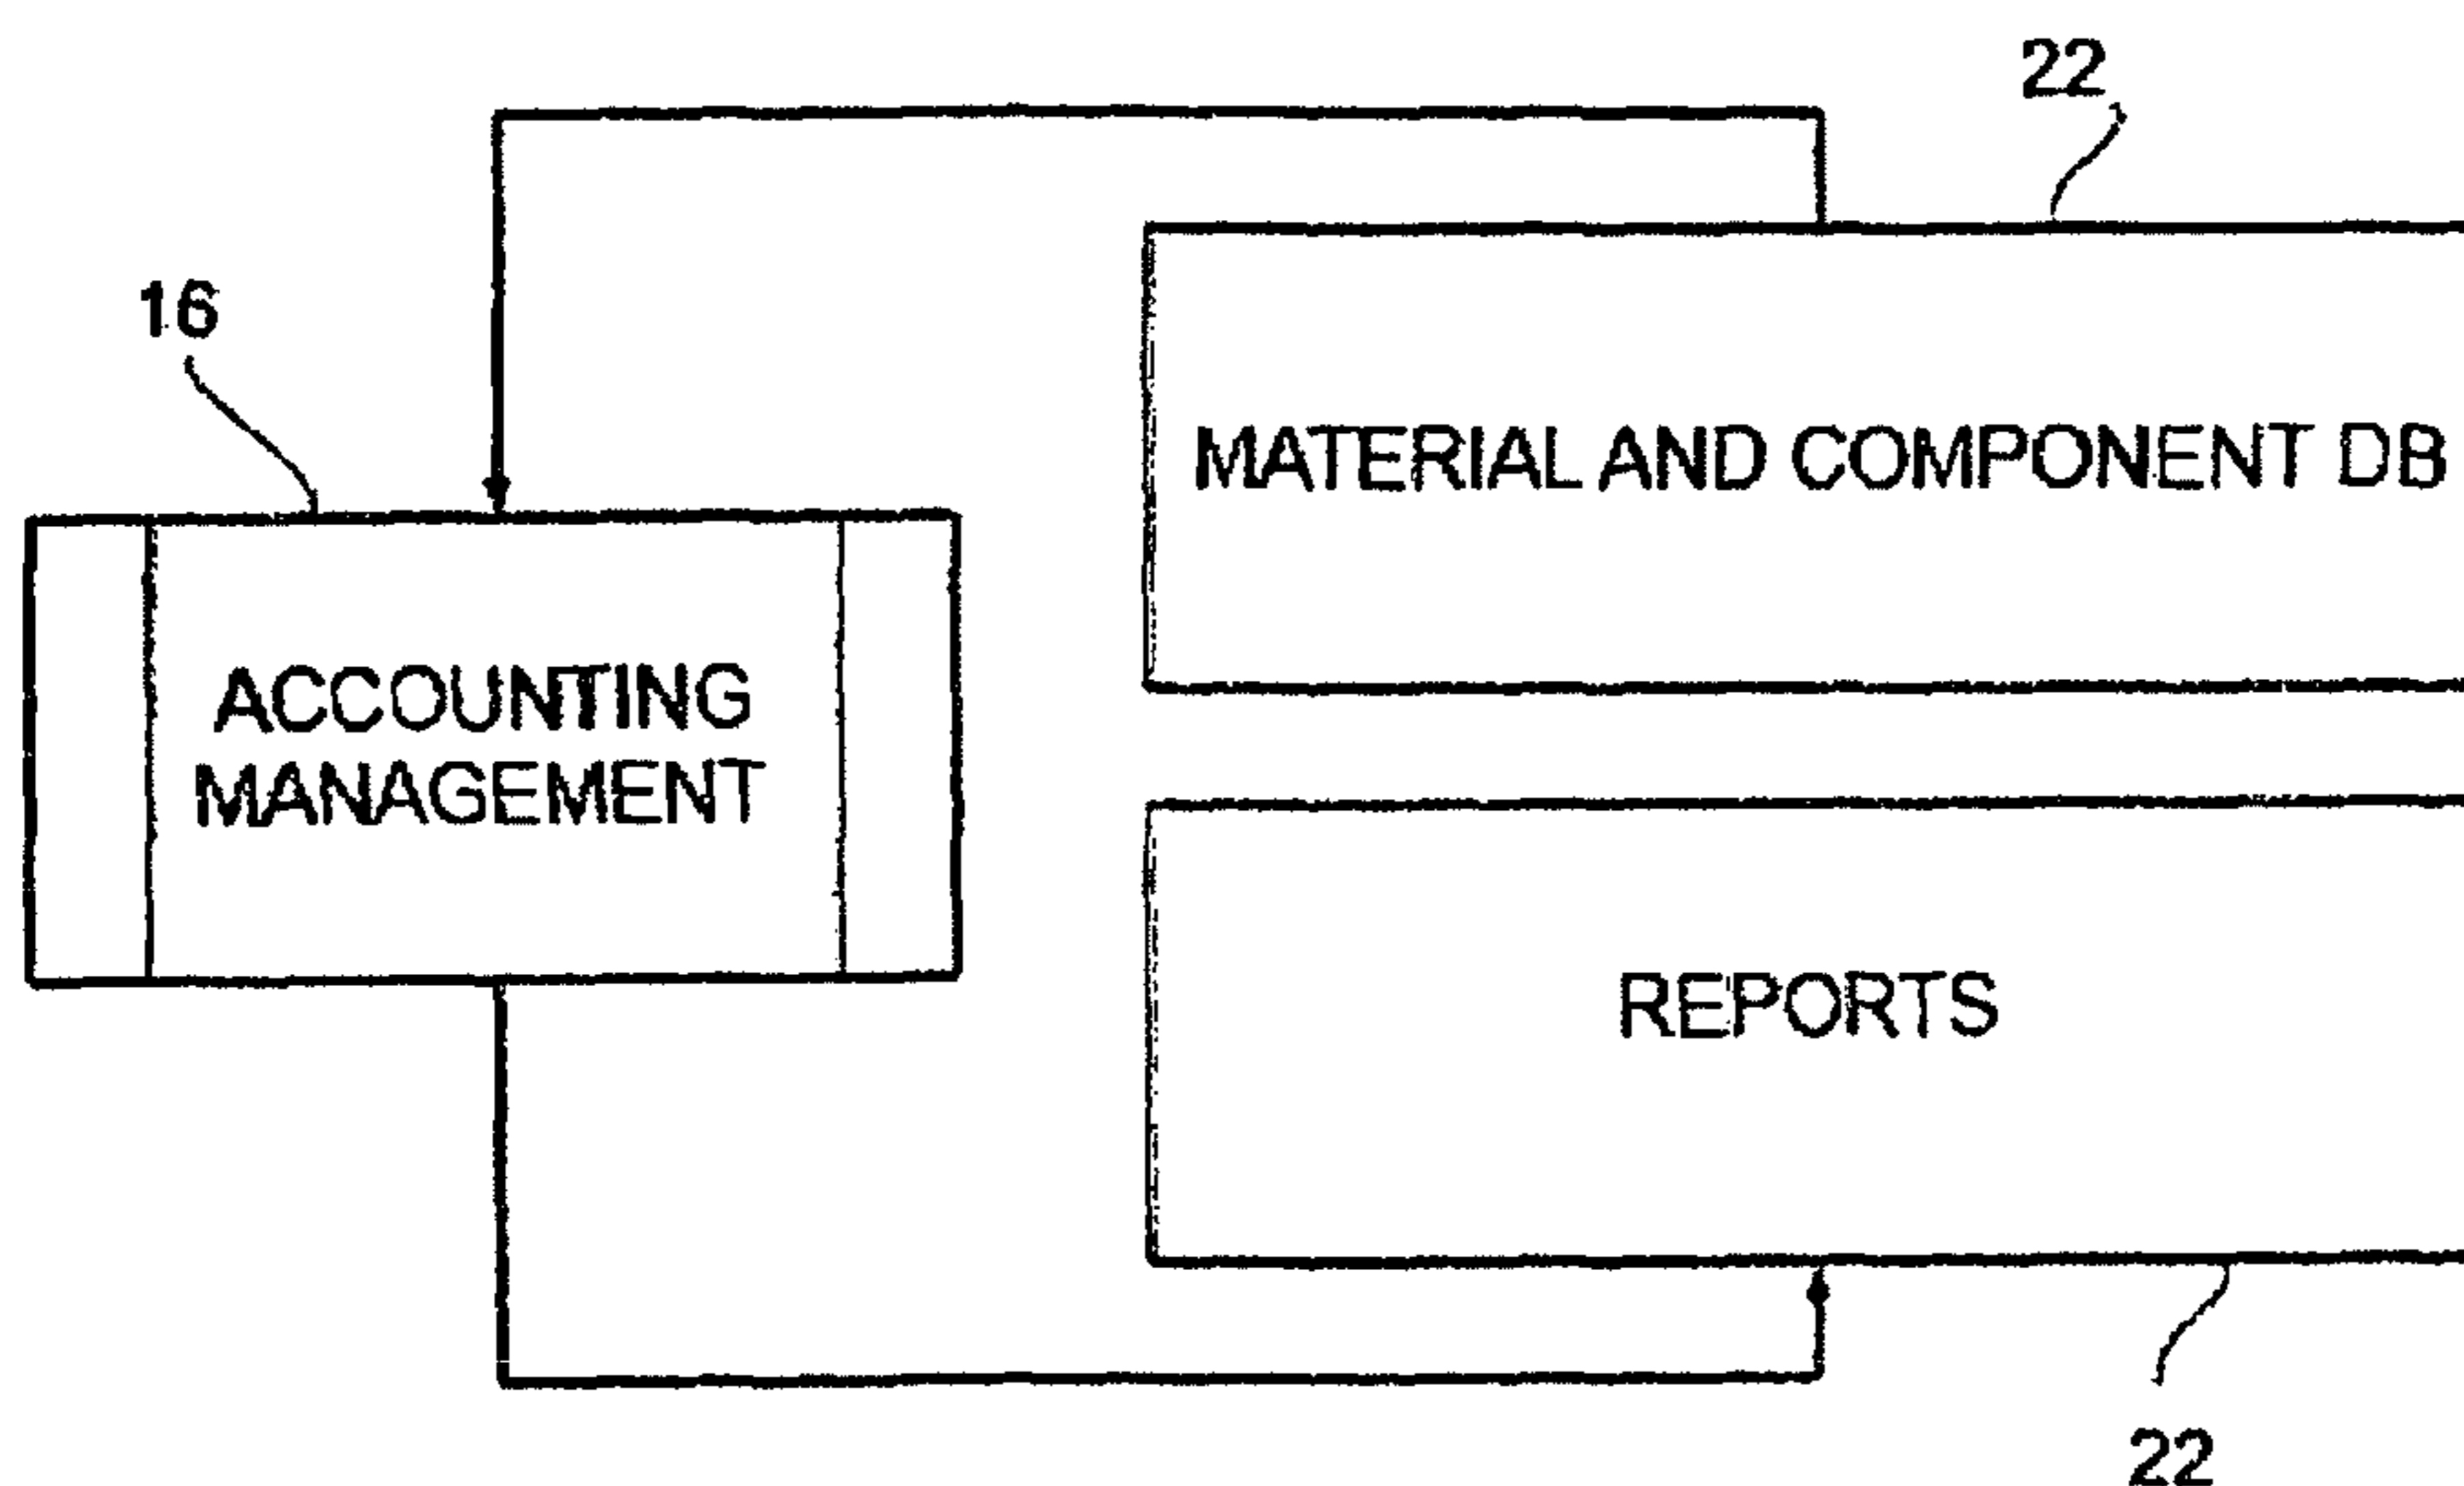 22
16
MATERIAL AND COMPONENT DB
ACCOUNTING
MANAGEMENT
REPORTS
22